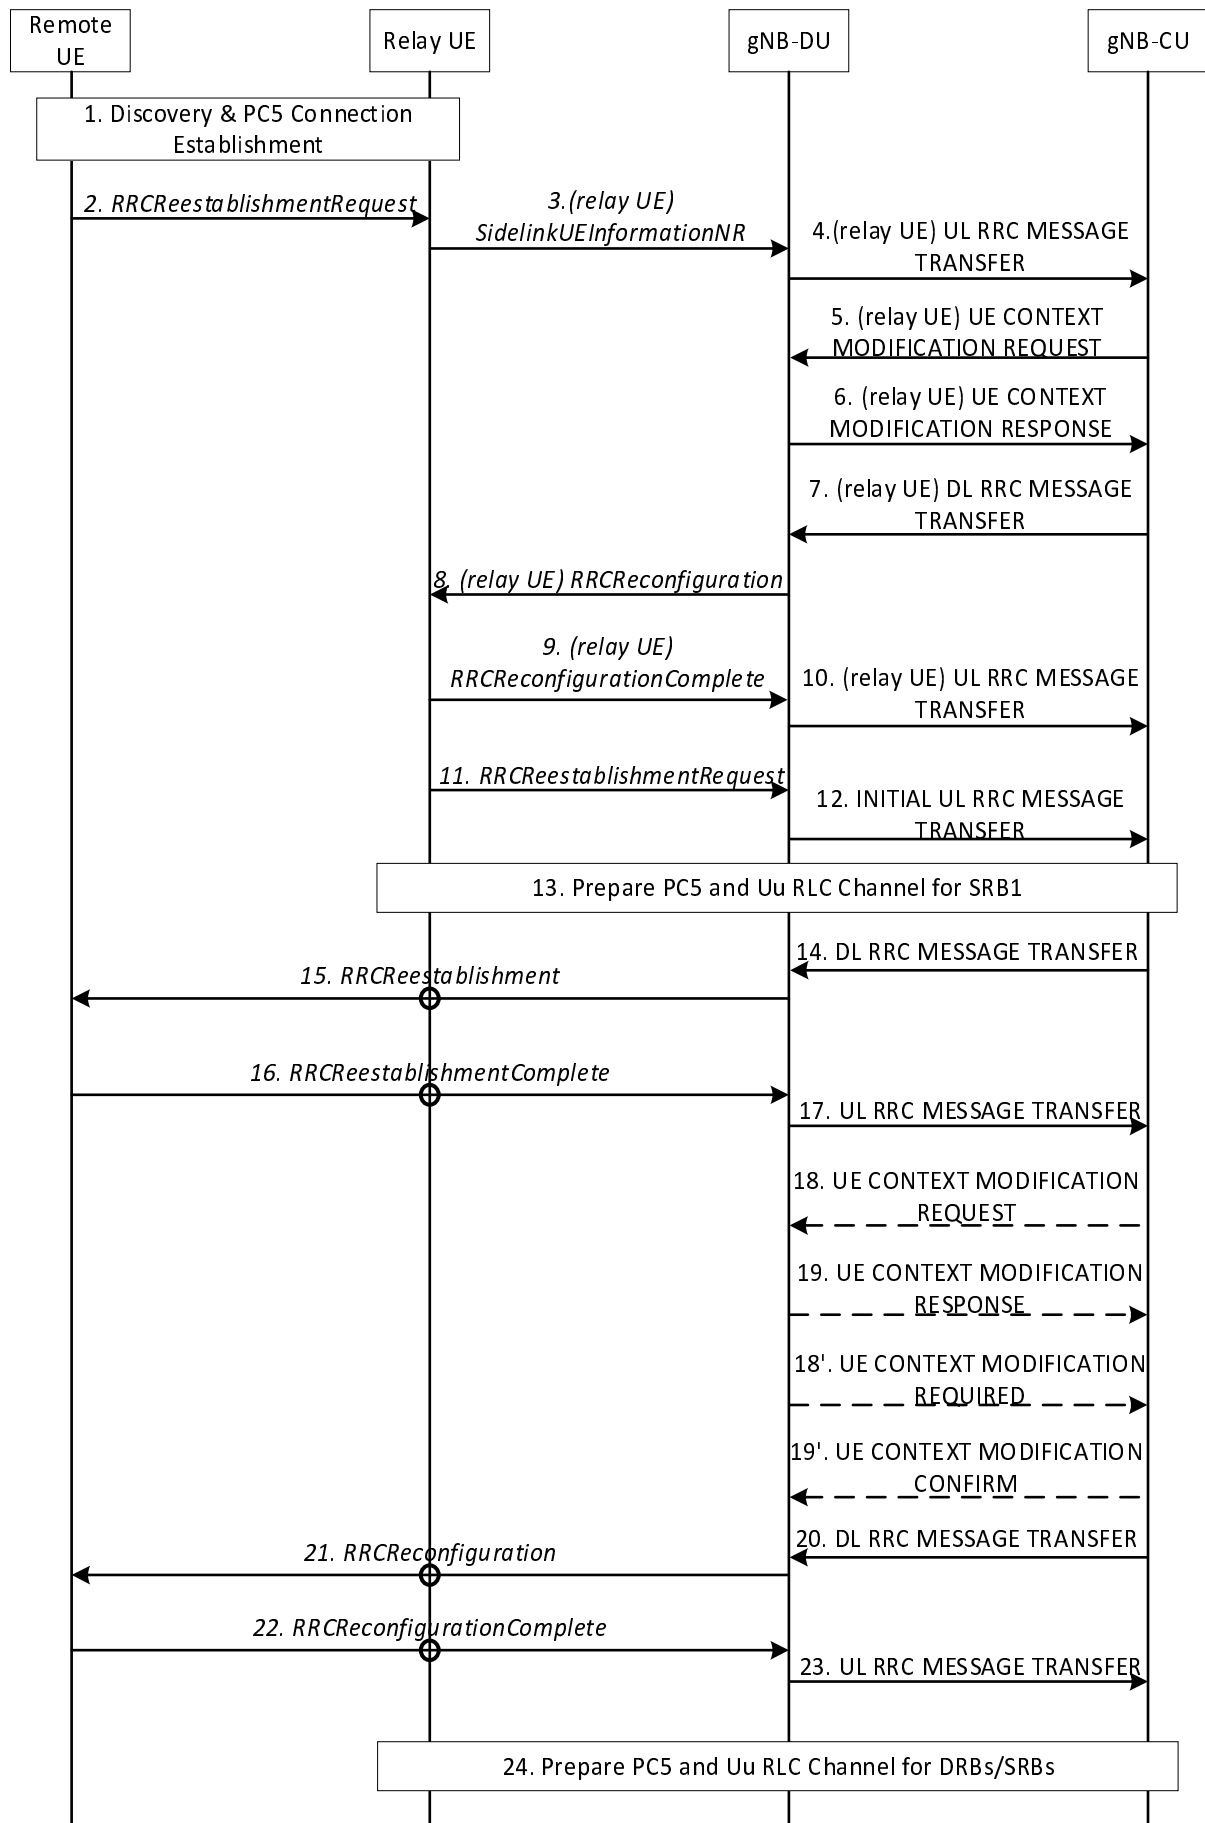 Remote
UE
Relay UE
gNB-DU
gNB-CU
1. Discovery & PC5 Connection
Establishment
2. RRCReestablishmentRequest
3.(relay UE)
SidelinkUEInformationNR
4.(relay UE) UL RRC MESSAGE
TRANSFER
5. (relay UE) UE CONTEXT
MODIFICATION REQUEST
6. (relay UE) UE CONTEXT
MODIFICATION RESPONSE
7. (relay UE) DL RRC MESSAGE
TRANSFER
8. (relay UE) RRCReconfiguration
9. (relay UE)
RRCReconfigurationComplete
10. (relay UE) UL RRC MESSAGE
TRANSFER
11. RRCReestablishmentRequest
12. INITIAL UL RRC MESSAGE
TRANSFER
13. Prepare PC5 and Uu RLC Channel for SRB1
14. DL RRC MESSAGE TRANSFER
15. RRCReestablishment
16. RRCReestablishmentComplete
17. UL RRC MESSAGE TRANSFER
18. UE CONTEXT MODIFICATION
REQUEST
19. UE CONTEXT MODIFICATION
RESPONSE
18'. UE CONTEXT MODIFICATION
REQUIRED
19'. UE CONTEXT MODIFICATION
CONFIRM
20. DL RRC MESSAGE TRANSFER
21. RRCReconfiguration
22. RRCReconfigurationComplete
23. UL RRC MESSAGE TRANSFER
24. Prepare PC5 and Uu RLC Channel for DRBs/SRBs